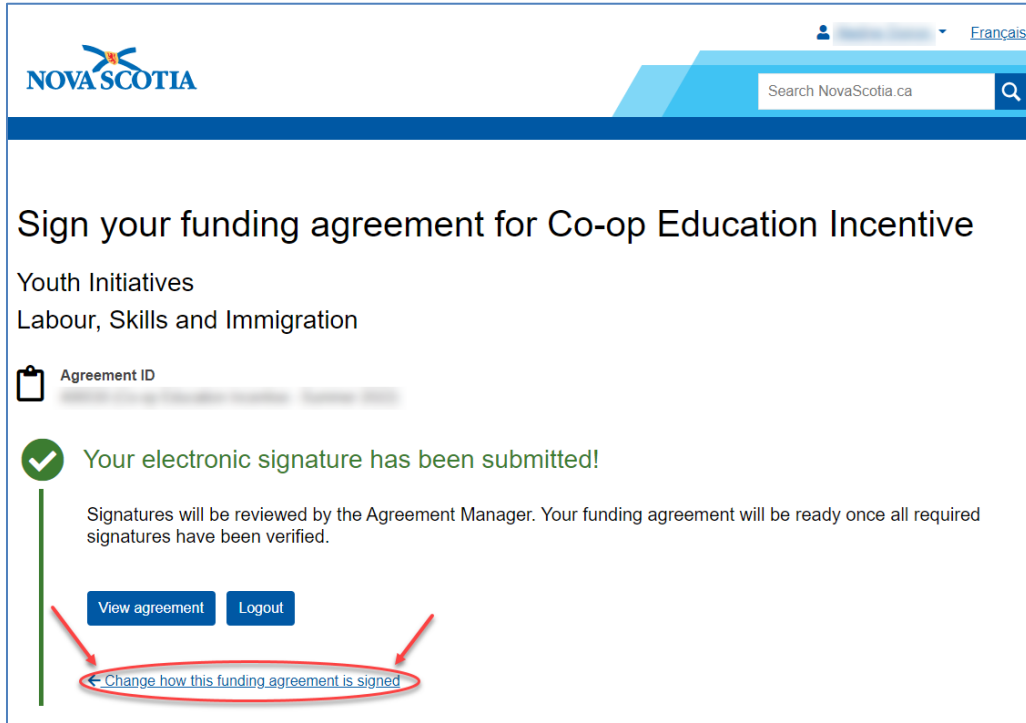 Français
NOVA SCOTIA
Search NovaScotia.ca
Sign your funding agreement for Co-op Education Incentive
Youth Initiatives
Labour, Skills and Immigration
Agreement ID
Your electronic signature has been submitted!
Signatures will be reviewed by the Agreement Manager. Your funding agreement will be ready once all required
signatures have been verified.
View agreement
Logout
Change how this funding agreement is signed